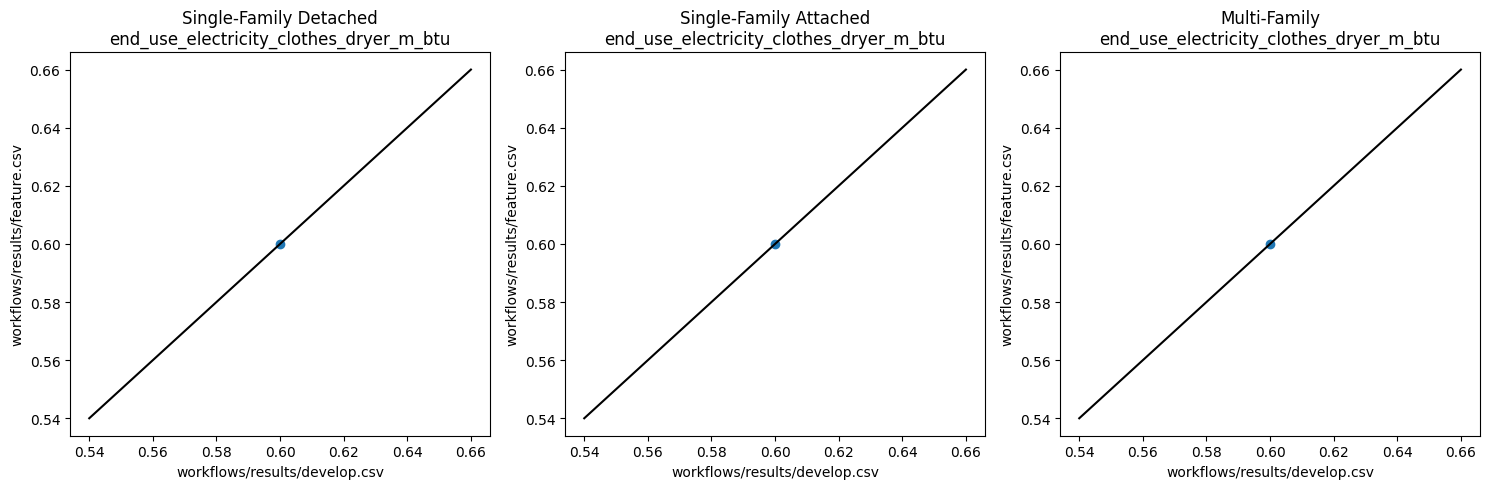 Single-Family Detached
end_use_electricity_clothes_dryer_m_btu
workflows/results/feature.csv
0.66
0.64
0.62
0.60
0.58
0.56
0.54
0.54 0.56 0.58 0.60 0.62 0.64 0.66
workflows/results/develop.csv
Single-Family Attached
end_use_electricity_clothes_dryer_m_btu
workflows/results/feature.csv
0.66
0.64
0.62
0.60
0.58
0.56
0.54
0.54 0.56 0.58 0.60 0.62 0.64 0.66
workflows/results/develop.csv
Multi-Family
end_use_electricity_clothes_dryer_m_btu
workflows/results/feature.csv
0.66
0.64
0.62
0.60
0.58
0.56
0.54
0.54 0.56 0.58 0.60 0.62 0.64 0.66
workflows/results/develop.csv